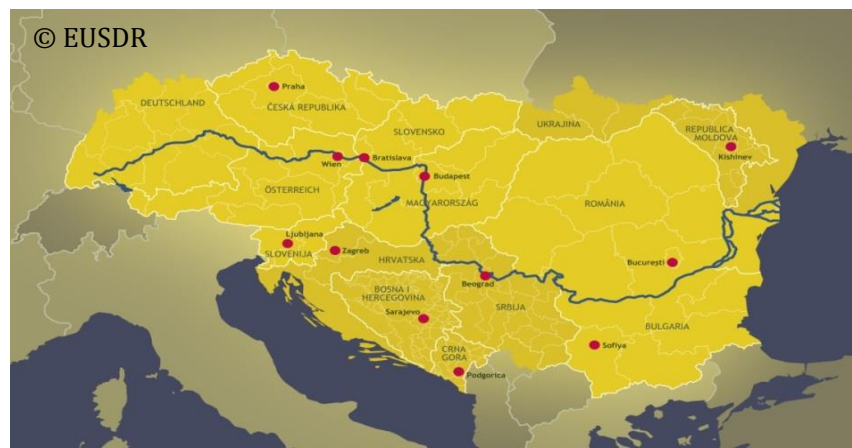 © EUSDR
Praha
DEUTSCHLAND
ČESKÁ REPUBLIKA
SLOVENSKO
UKRAJINA
REPUBLICA
MOLDOVA
Kishinev
Wien
Bratislava
Budapest
ÖSTERREICH
MAGYARORSZÁG
ROMÂNIA
Ljubljana
SLOVENIJA
Zagreb
HRVATSKA
București
Beograd
BOSNA I
HERCEGOVINA
Sarajevo
SRBIJA
BULGARIA
Sofiya
CRNA
GORA
Podgorica